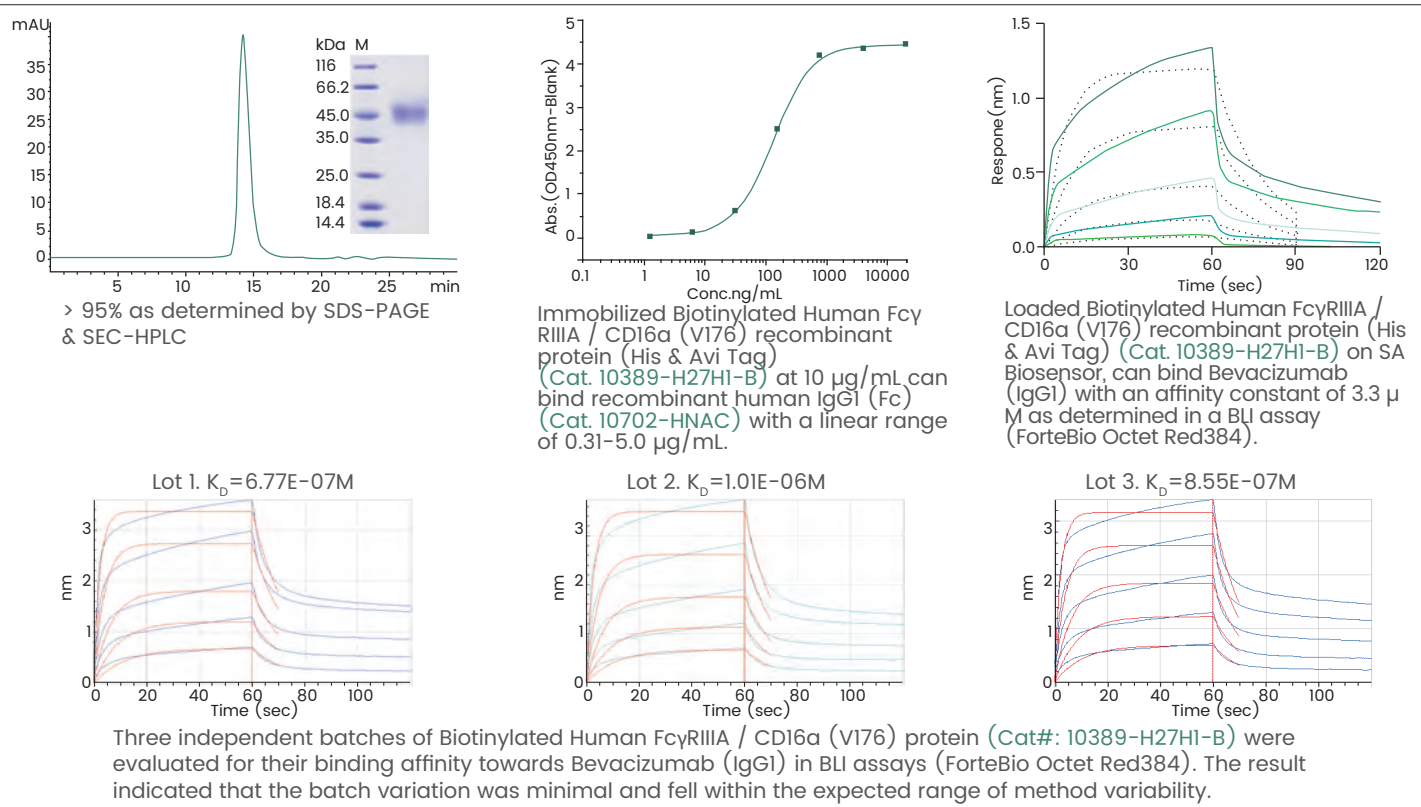 mAU
35
30
25
20
15
10
5
0
5 10 15 20 25 min
kDa M
116
66.2
45.0
35.0
25.0
18.4
14.4
> 95% as determined by SDS-PAGE
& SEC-HPLC
Abs.(OD450nm-Blank)
5
4
3
2
1
0
0.1 1 10 100 1000 10000
Conc.ng/mL
Immobilized Biotinylated Human Fcγ
RIIIA / CD16a (V176) recombinant
protein (His & Avi Tag)
(Cat. 10389-H27H1-B) at 10 µg/mL can
bind recombinant human IgG1 (Fc)
(Cat. 10702-HNAC) with a linear range
of 0.31-5.0 µg/mL.
Respone(nm)
1.5
1.0
0.5
0.0
0 30 60 90 120
Time (sec)
Loaded Biotinylated Human FcγRIIIA /
CD16a (V176) recombinant protein (His
& Avi Tag) (Cat. 10389-H27H1-B) on SA
Biosensor, can bind Bevacizumab
(IgG1) with an affinity constant of 3.3 µ
M as determined in a BLI assay
(ForteBio Octet Red384).
Lot 1. KD=6.77E-07M
nm
3
2
1
0
0 20 40 60 80 100
Time (sec)
Lot 2. KD=1.01E-06M
nm
3
2
1
0
0 20 40 60 80 100
Time (sec)
Lot 3. KD=8.55E-07M
nm
3
2
1
0
0 20 40 60 80 100
Time (sec)
Three independent batches of Biotinylated Human FcγRIIIA / CD16a (V176) protein (Cat#: 10389-H27H1-B) were
evaluated for their binding affinity towards Bevacizumab (IgG1) in BLI assays (ForteBio Octet Red384). The result
indicated that the batch variation was minimal and fell within the expected range of method variability.